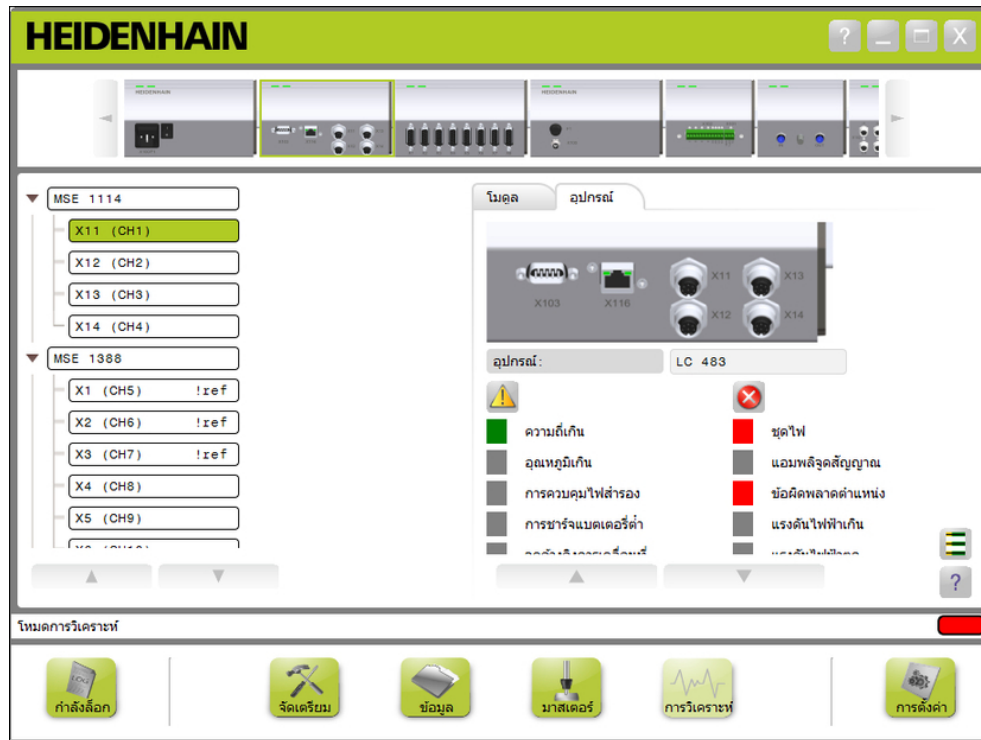 HEIDENHAIN
HEIDENHAIN
HEIDENHAIN
MSE 1114
X11 (CH1)
X12 (CH2)
X13 (CH3)
X14 (CH4)
MSE 1388
X1 (CH5) !ref
X2 (CH6) !ref
X3 (CH7) !ref
X4 (CH8)
X5 (CH9)
โมดูล
อุปกรณ์
X103
X116
X11
X13
X12
X14
อุปกรณ์:
LC 483
ความถี่เกิน
ชุดไฟ
อุณหภูมิเกิน
แอมพลิจูดสัญญาณ
การควบคุมไฟสำรอง
ข้อผิดพลาดตำแหน่ง
การชาร์จแบตเตอรี่ต่ำ
แรงดันไฟฟ้าเกิน
?
โหมดการวิเคราะห์
LOG
กำลังล็อก
จัดเตรียม
ข้อมูล
มาสเตอร์
การวิเคราะห์
การตั้งค่า